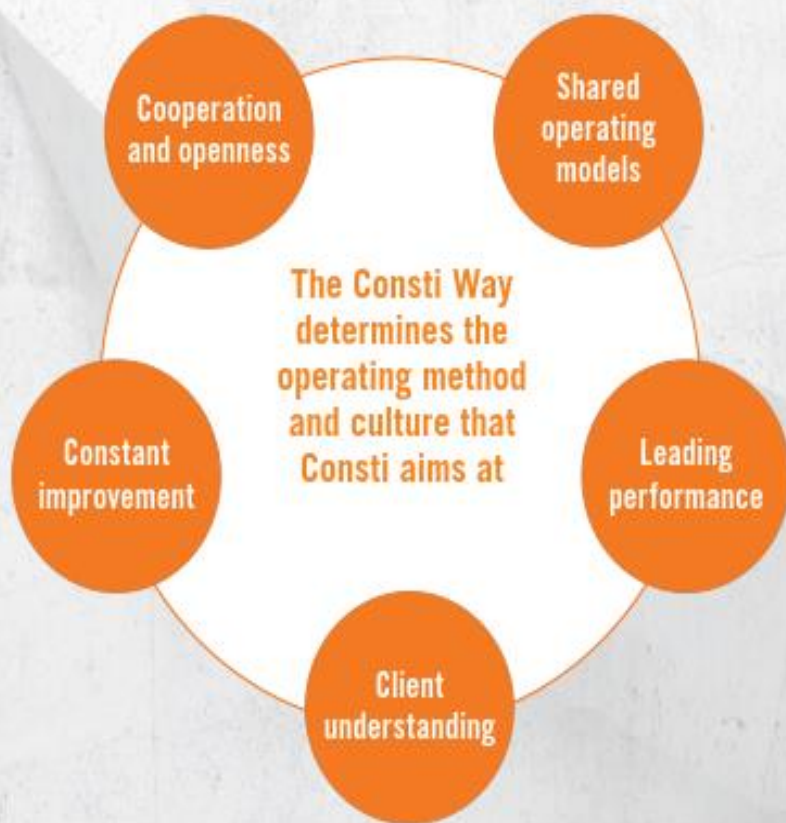 Cooperation
and openness
Shared
operating
models
The Consti Way
determines the
operating method
and culture that
Consti aims at
Constant
improvement
Leading
performance
Client
understanding